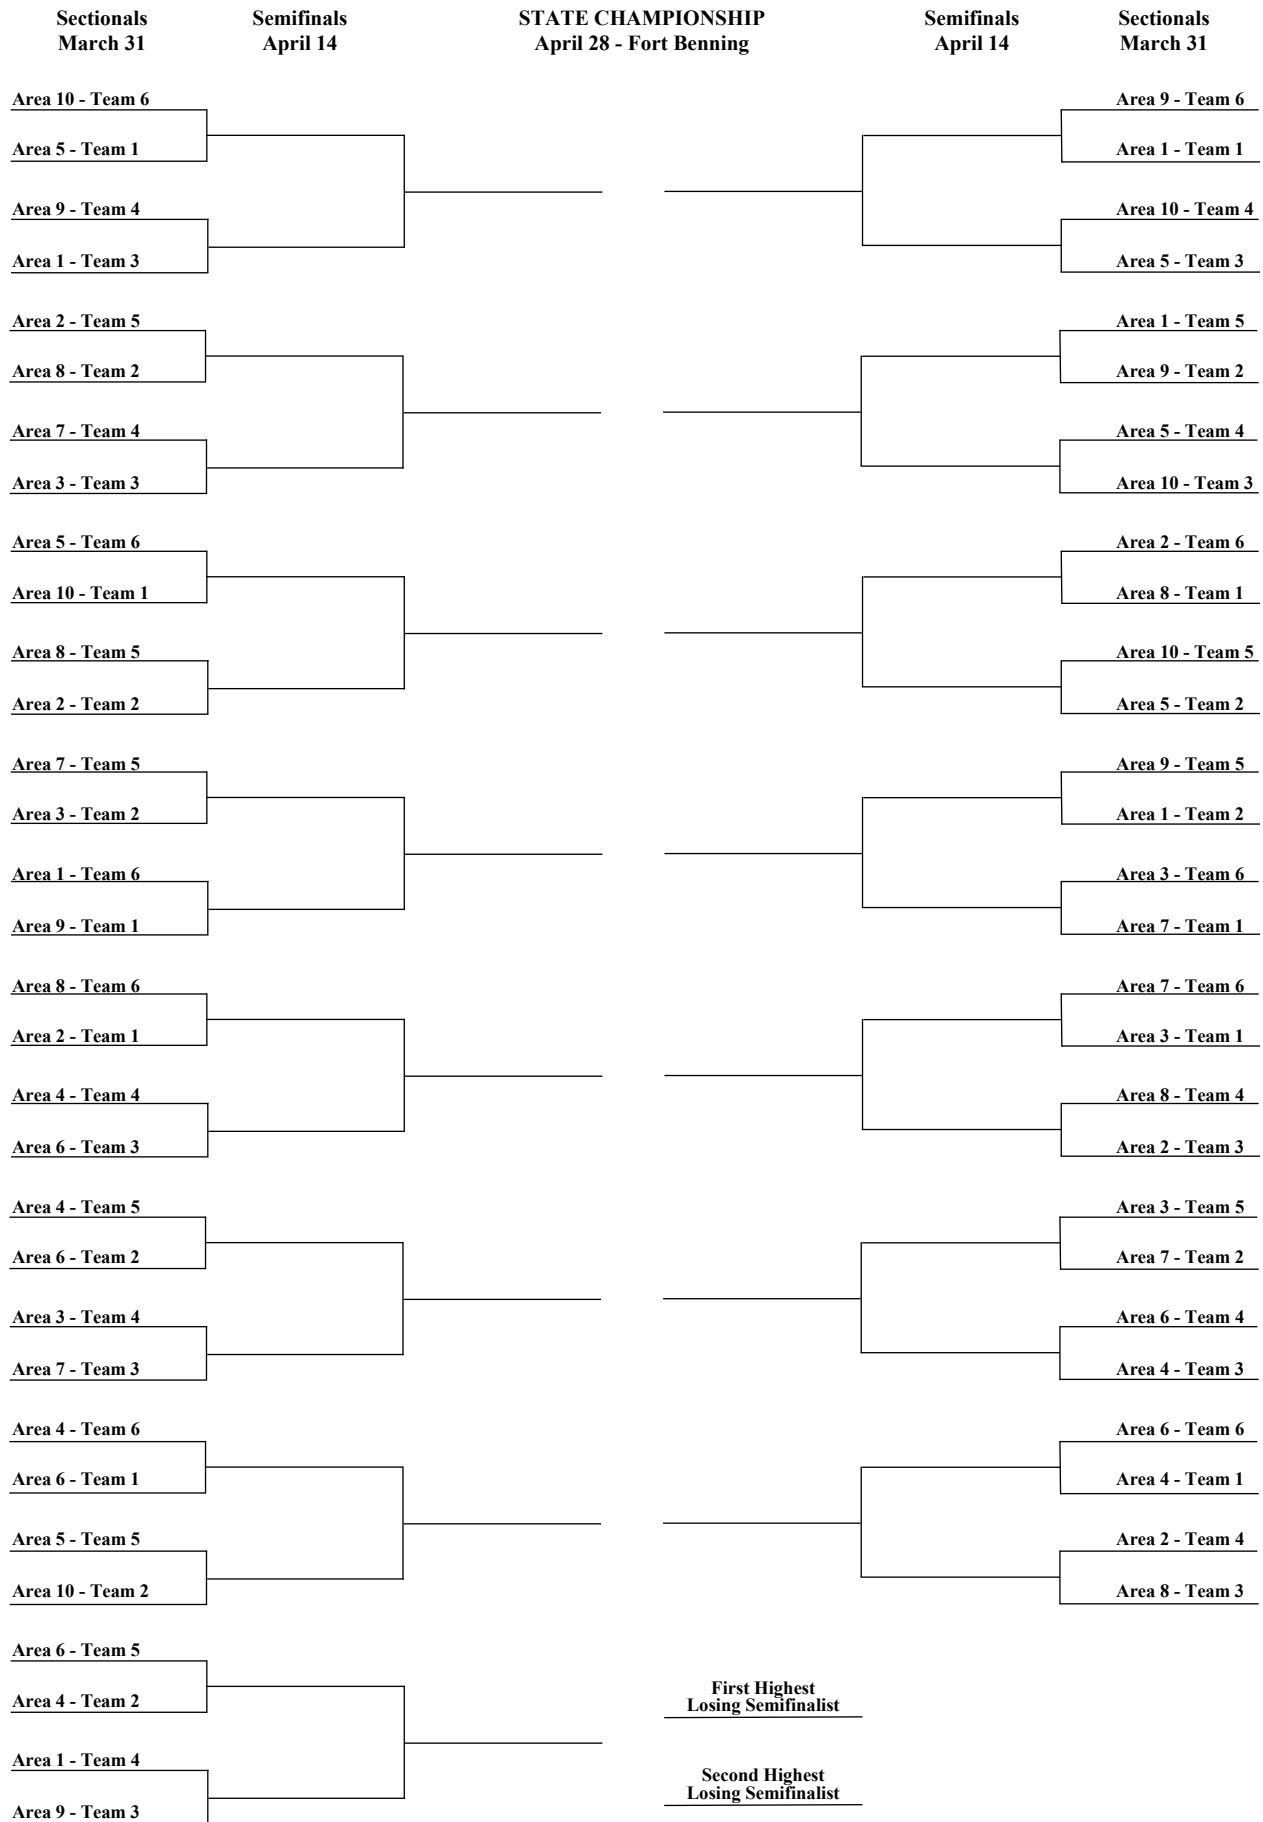 Sectionals Semifinals STATE CHAMPIONSHIP Semifinals Sectionals
March 31 April 14 April 28 - Fort Benning April 14 March 31
Area 10 - Team 6 Area 9 - Team 6
Area 5 - Team 1 Area 1 - Team 1
Area 9 - Team 4 Area 10 - Team 4
Area 1 - Team 3 Area 5 - Team 3
Area 2 - Team 5 Area 1 - Team 5
Area 8 - Team 2 Area 9 - Team 2
Area 7 - Team 4 Area 5 - Team 4
Area 3 - Team 3 Area 10 - Team 3
Area 5 - Team 6 Area 2 - Team 6
Area 10 - Team 1 Area 8 - Team 1
Area 8 - Team 5 Area 10 - Team 5
Area 2 - Team 2 Area 5 - Team 2
Area 7 - Team 5 Area 9 - Team 5
Area 3 - Team 2 Area 1 - Team 2
Area 1 - Team 6 Area 3 - Team 6
Area 9 - Team 1 Area 7 - Team 1
Area 8 - Team 6 Area 7 - Team 6
Area 2 - Team 1 Area 3 - Team 1
Area 4 - Team 4 Area 8 - Team 4
Area 6 - Team 3 Area 2 - Team 3
Area 4 - Team 5 Area 3 - Team 5
Area 6 - Team 2 Area 7 - Team 2
Area 3 - Team 4 Area 6 - Team 4
Area 7 - Team 3 Area 4 - Team 3
Area 4 - Team 6 Area 6 - Team 6
Area 6 - Team 1 Area 4 - Team 1
Area 5 - Team 5 Area 2 - Team 4
Area 10 - Team 2 Area 8 - Team 3
Area 6 - Team 5
First Highest
Area 4 - Team 2 Losing Semifinalist
Area 1 - Team 4
Second Highest
Losing Semifinalist
Area 9 - Team 3